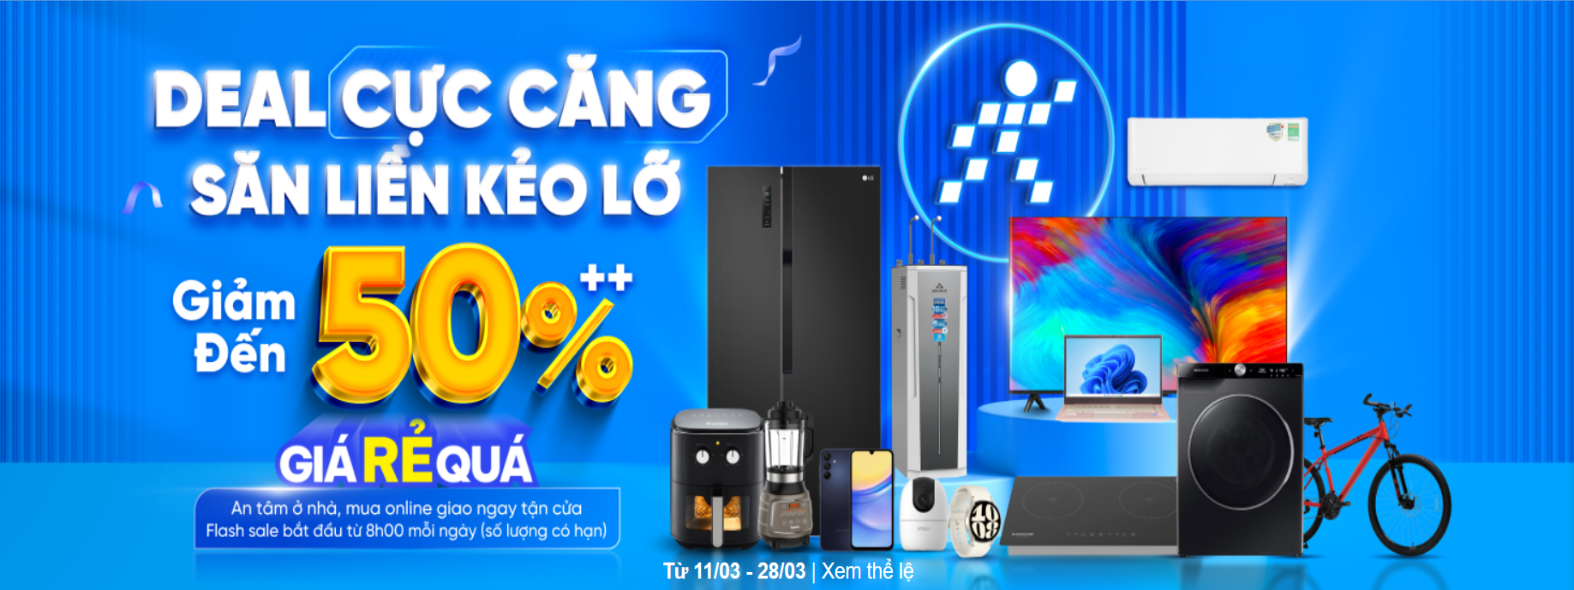 DEAL CỰC CĂNG
SĂN LIỀN KẺO LỠ
Giảm
Đến
50%++
GIÁ RẺ QUÁ
An tâm ở nhà, mua online giao ngay tận cửa
Flash sale bắt đầu từ 8h00 mỗi ngày (số lượng có hạn)
LG
Từ 11/03 - 28/03 | Xem thể lệ